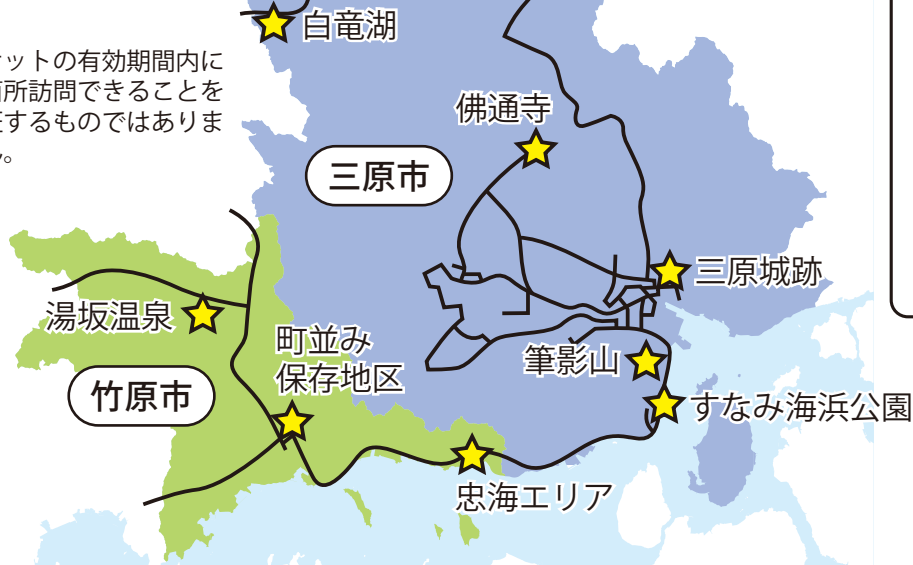 白竜湖
ットの有効期間内に
所訪問できることを
するものではありま
。
佛通寺
三原市
三原城跡
湯坂温泉
町並み
保存地区
筆影山
竹原市
すなみ海浜公園
忠海エリア